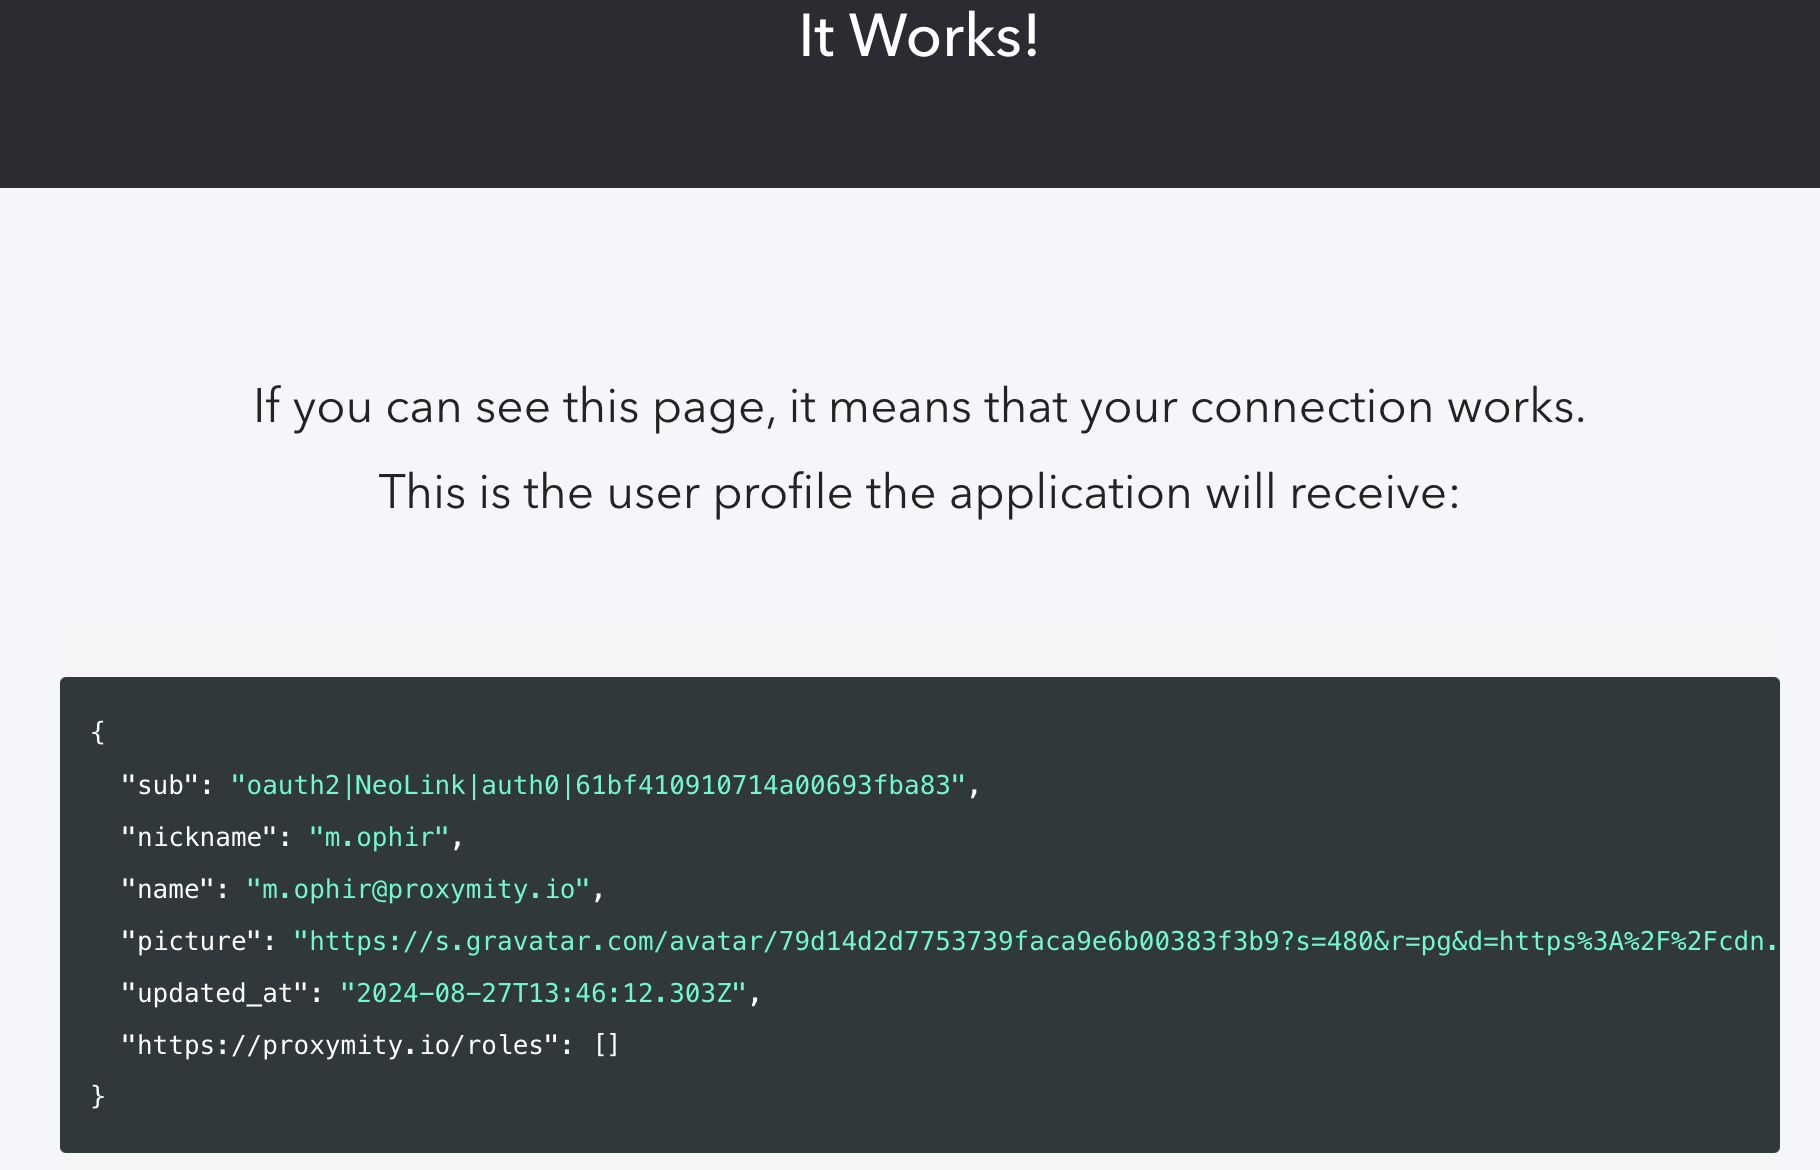 It Works!
If you can see this page, it means that your connection works.
This is the user profile the application will receive:
{
  "sub": "oauth2|NeoLink|auth0|61bf410910714a00693fba83",
  "nickname": "m.ophir",
  "name": "m.ophir@proxymity.io",
  "picture": "https://s.gravatar.com/avatar/79d14d2d7753739faca9e6b00383f3b9?s=480&r=pg&d=https%3A%2F%2Fcdn.
  "updated_at": "2024-08-27T13:46:12.303Z",
  "https://proxymity.io/roles": []
}